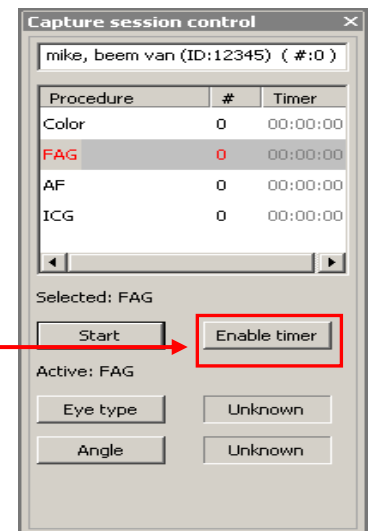 Capture session control
mike, beem van (ID:12345) ( #:0 )
Procedure # Timer
Color 0 00:00:00
FAG 0 00:00:00
AF 0 00:00:00
ICG 0 00:00:00
Selected: FAG
Start Enable timer
Active: FAG
Eye type Unknown
Angle Unknown